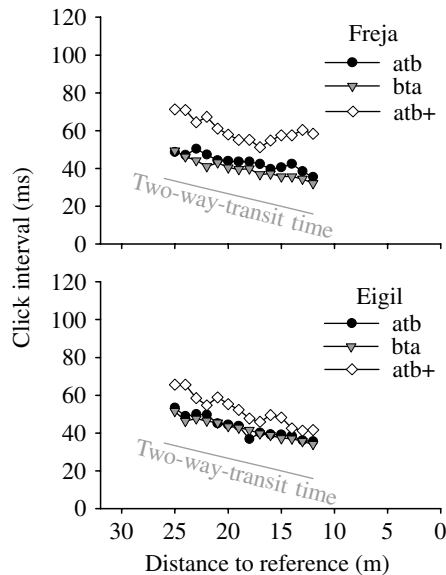 120
Freja
100
atb
bta
80
atb+
60
40
20
Two-way-transit time
0
Click interval (ms)
120
Eigil
100
atb
bta
80
atb+
60
40
20
Two-way-transit time
0
30 25 20 15 10 5 0
Distance to reference (m)